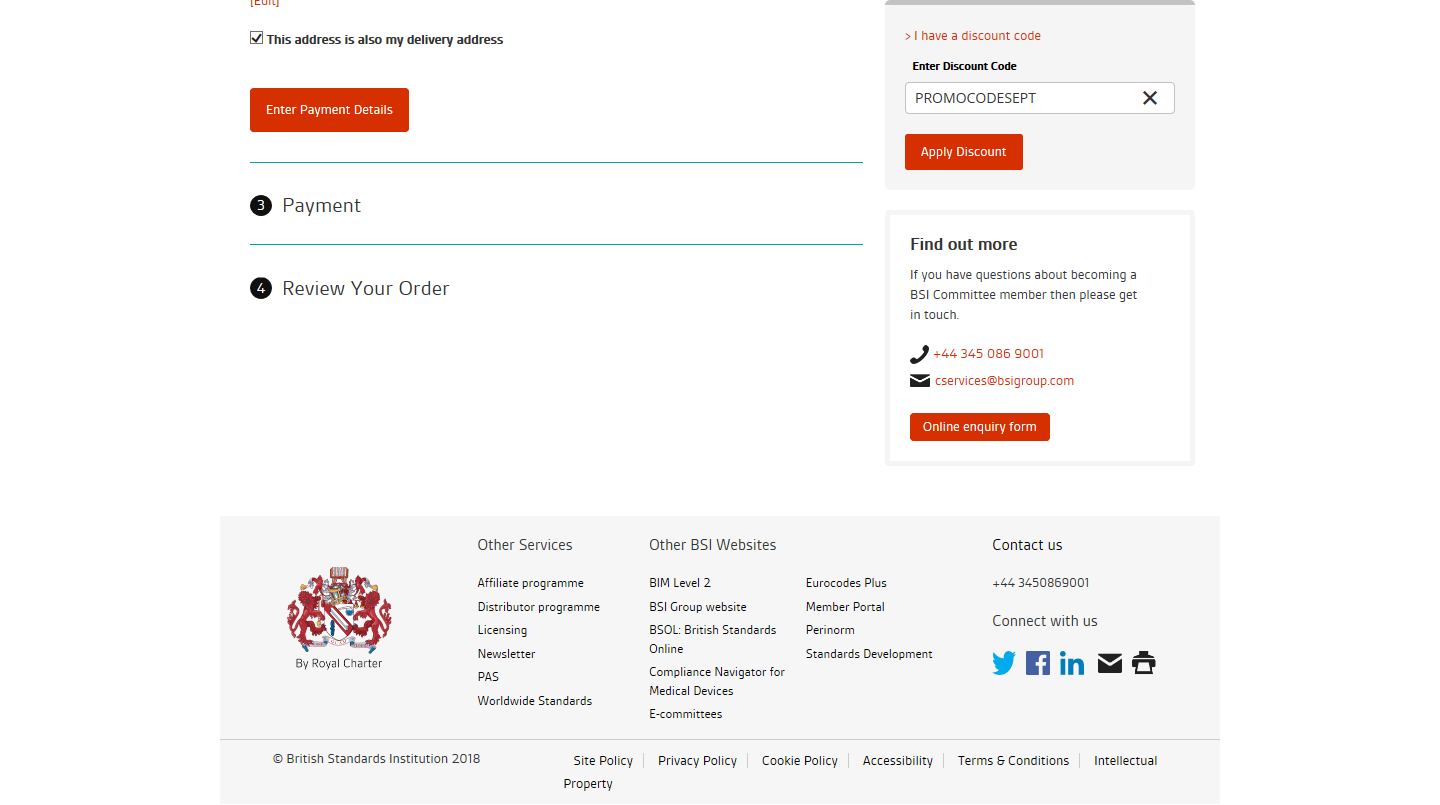 [Edit]
This address is also my delivery address
Enter Payment Details
3 Payment
4 Review Your Order
> I have a discount code
Enter Discount Code
PROMOCODESEPT
Apply Discount
Find out more
If you have questions about becoming a
BSI Committee member then please get
in touch.
+44 345 086 9001
cservices@bsigroup.com
Online enquiry form
By Royal Charter
Other Services
Affiliate programme
Distributor programme
Licensing
Newsletter
PAS
Worldwide Standards
Other BSI Websites
BIM Level 2
BSI Group website
BSOL: British Standards
Online
Compliance Navigator for
Medical Devices
E-committees
Eurocodes Plus
Member Portal
Perinorm
Standards Development
Contact us
+44 3450869001
Connect with us
© British Standards Institution 2018
Site Policy Privacy Policy Cookie Policy Accessibility Terms & Conditions Intellectual
Property